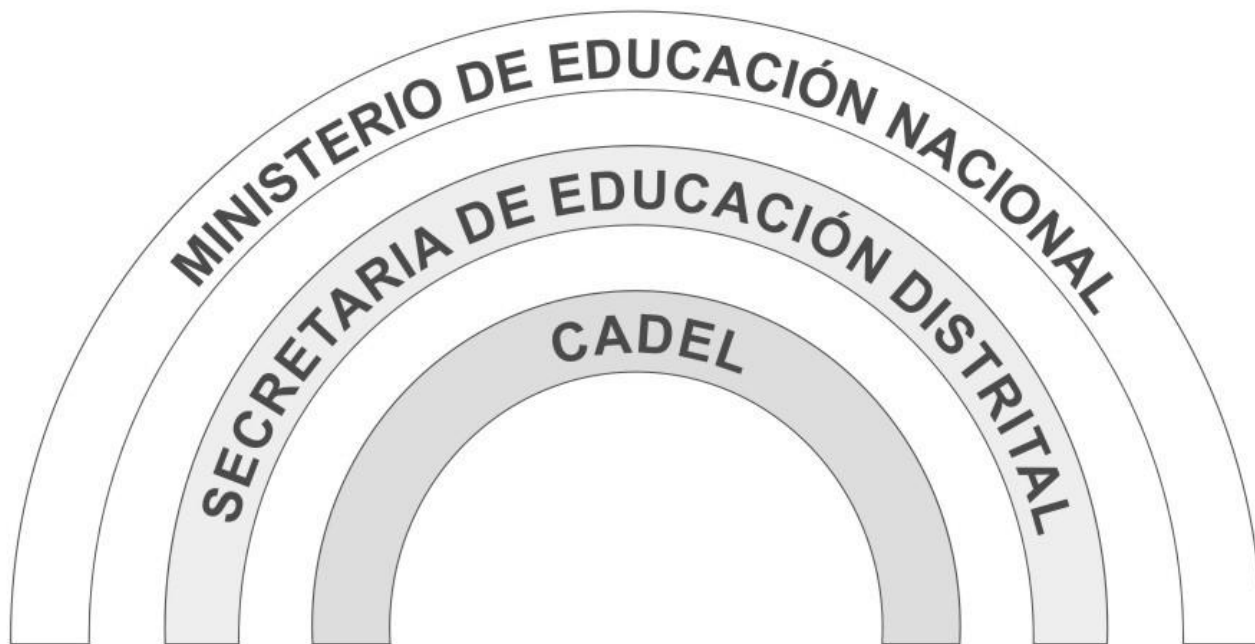 MINISTERIO DE EDUCACIÓN NACIONAL
SECRETARIA DE EDUCACIÓN DISTRITAL
CADEL